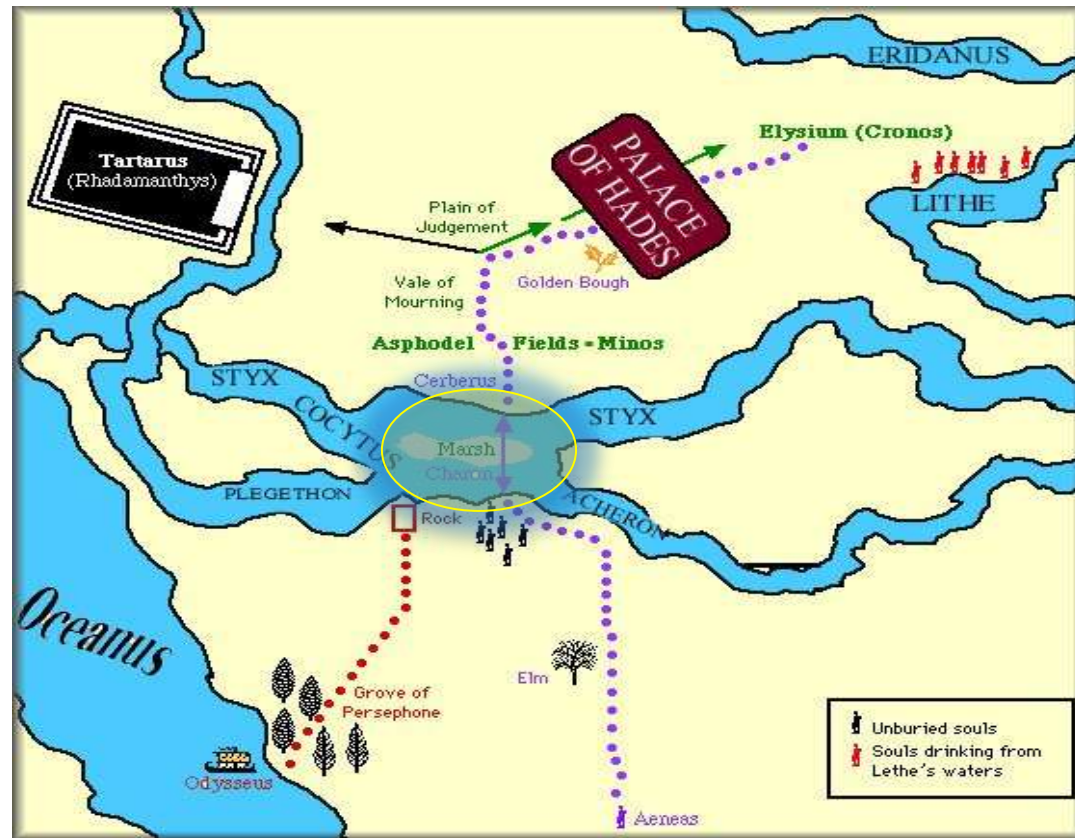 ERIDANUS
Elysium (Cronos)
PALACE
OF HADES
Tartarus
(Rhadamanthys)
LITHE
Plain of
Judgement
Golden Bough
Vale of
Mourning
Asphodel Fields - Minos
STYX
Cerberus
STYX
COCYTUS
Marsh
Charon
PLEGETHON
ACHERON
Rock
Oceanus
Elm
Grove of
Persephone
Odysseus
Aeneas
Unburied souls
Souls drinking from
Lethe's waters